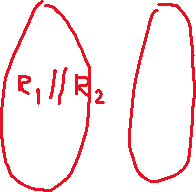 R₁ // R₂